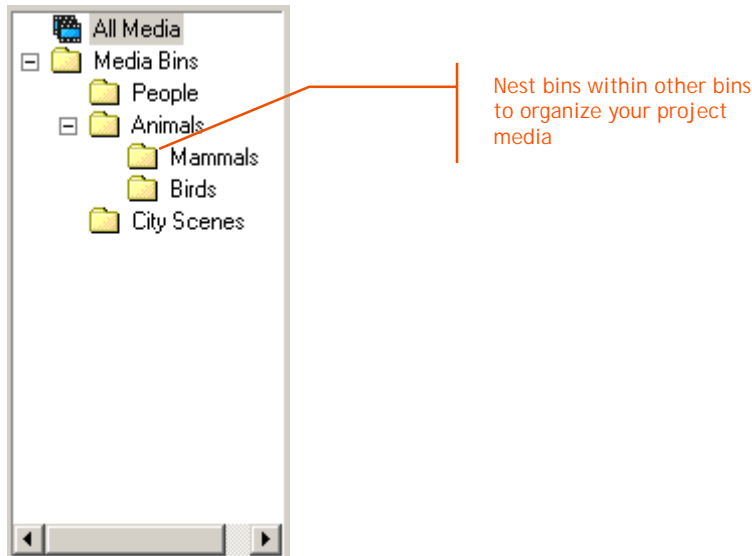 All Media
Media Bins
People
Animals
Mammals
Birds
City Scenes
Nest bins within other bins
to organize your project
media